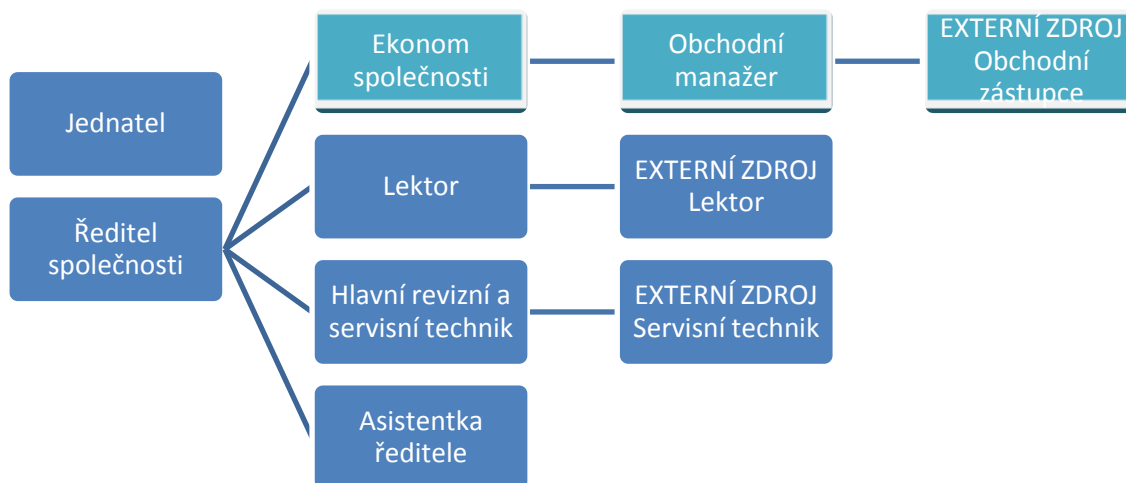 Jednatel
Ředitel
společnosti
Ekonom
společnosti
Obchodní
manažer
EXTERNÍ ZDROJ
Obchodní
zástupce
Lektor
EXTERNÍ ZDROJ
Lektor
Hlavní revizní a
servisní technik
EXTERNÍ ZDROJ
Servisní technik
Asistentka
ředitele